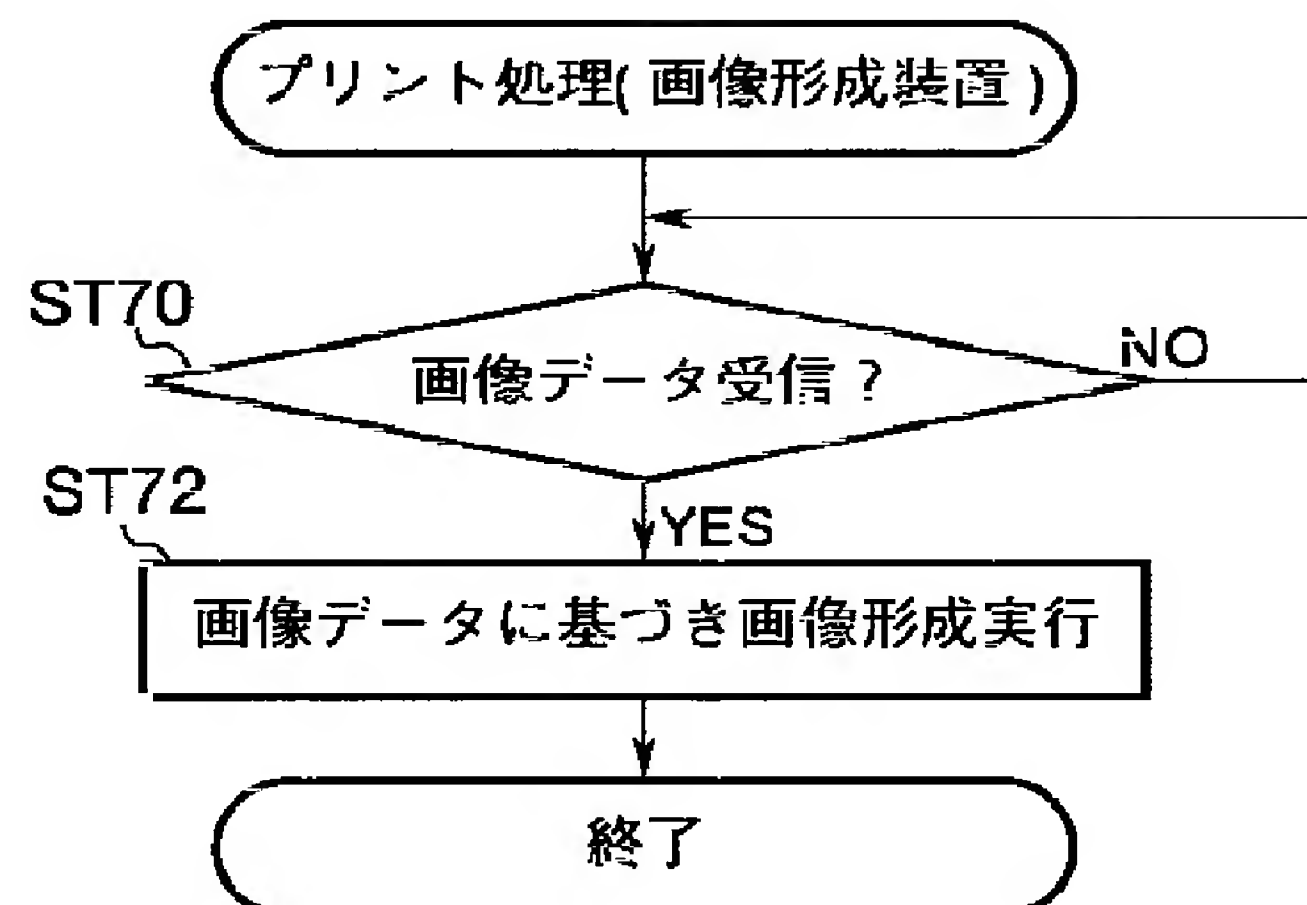 プリント処理(画像形成装置)
ST70
画像データ受信?
NO
ST72
YES
画像データに基づき画像形成実行
終了